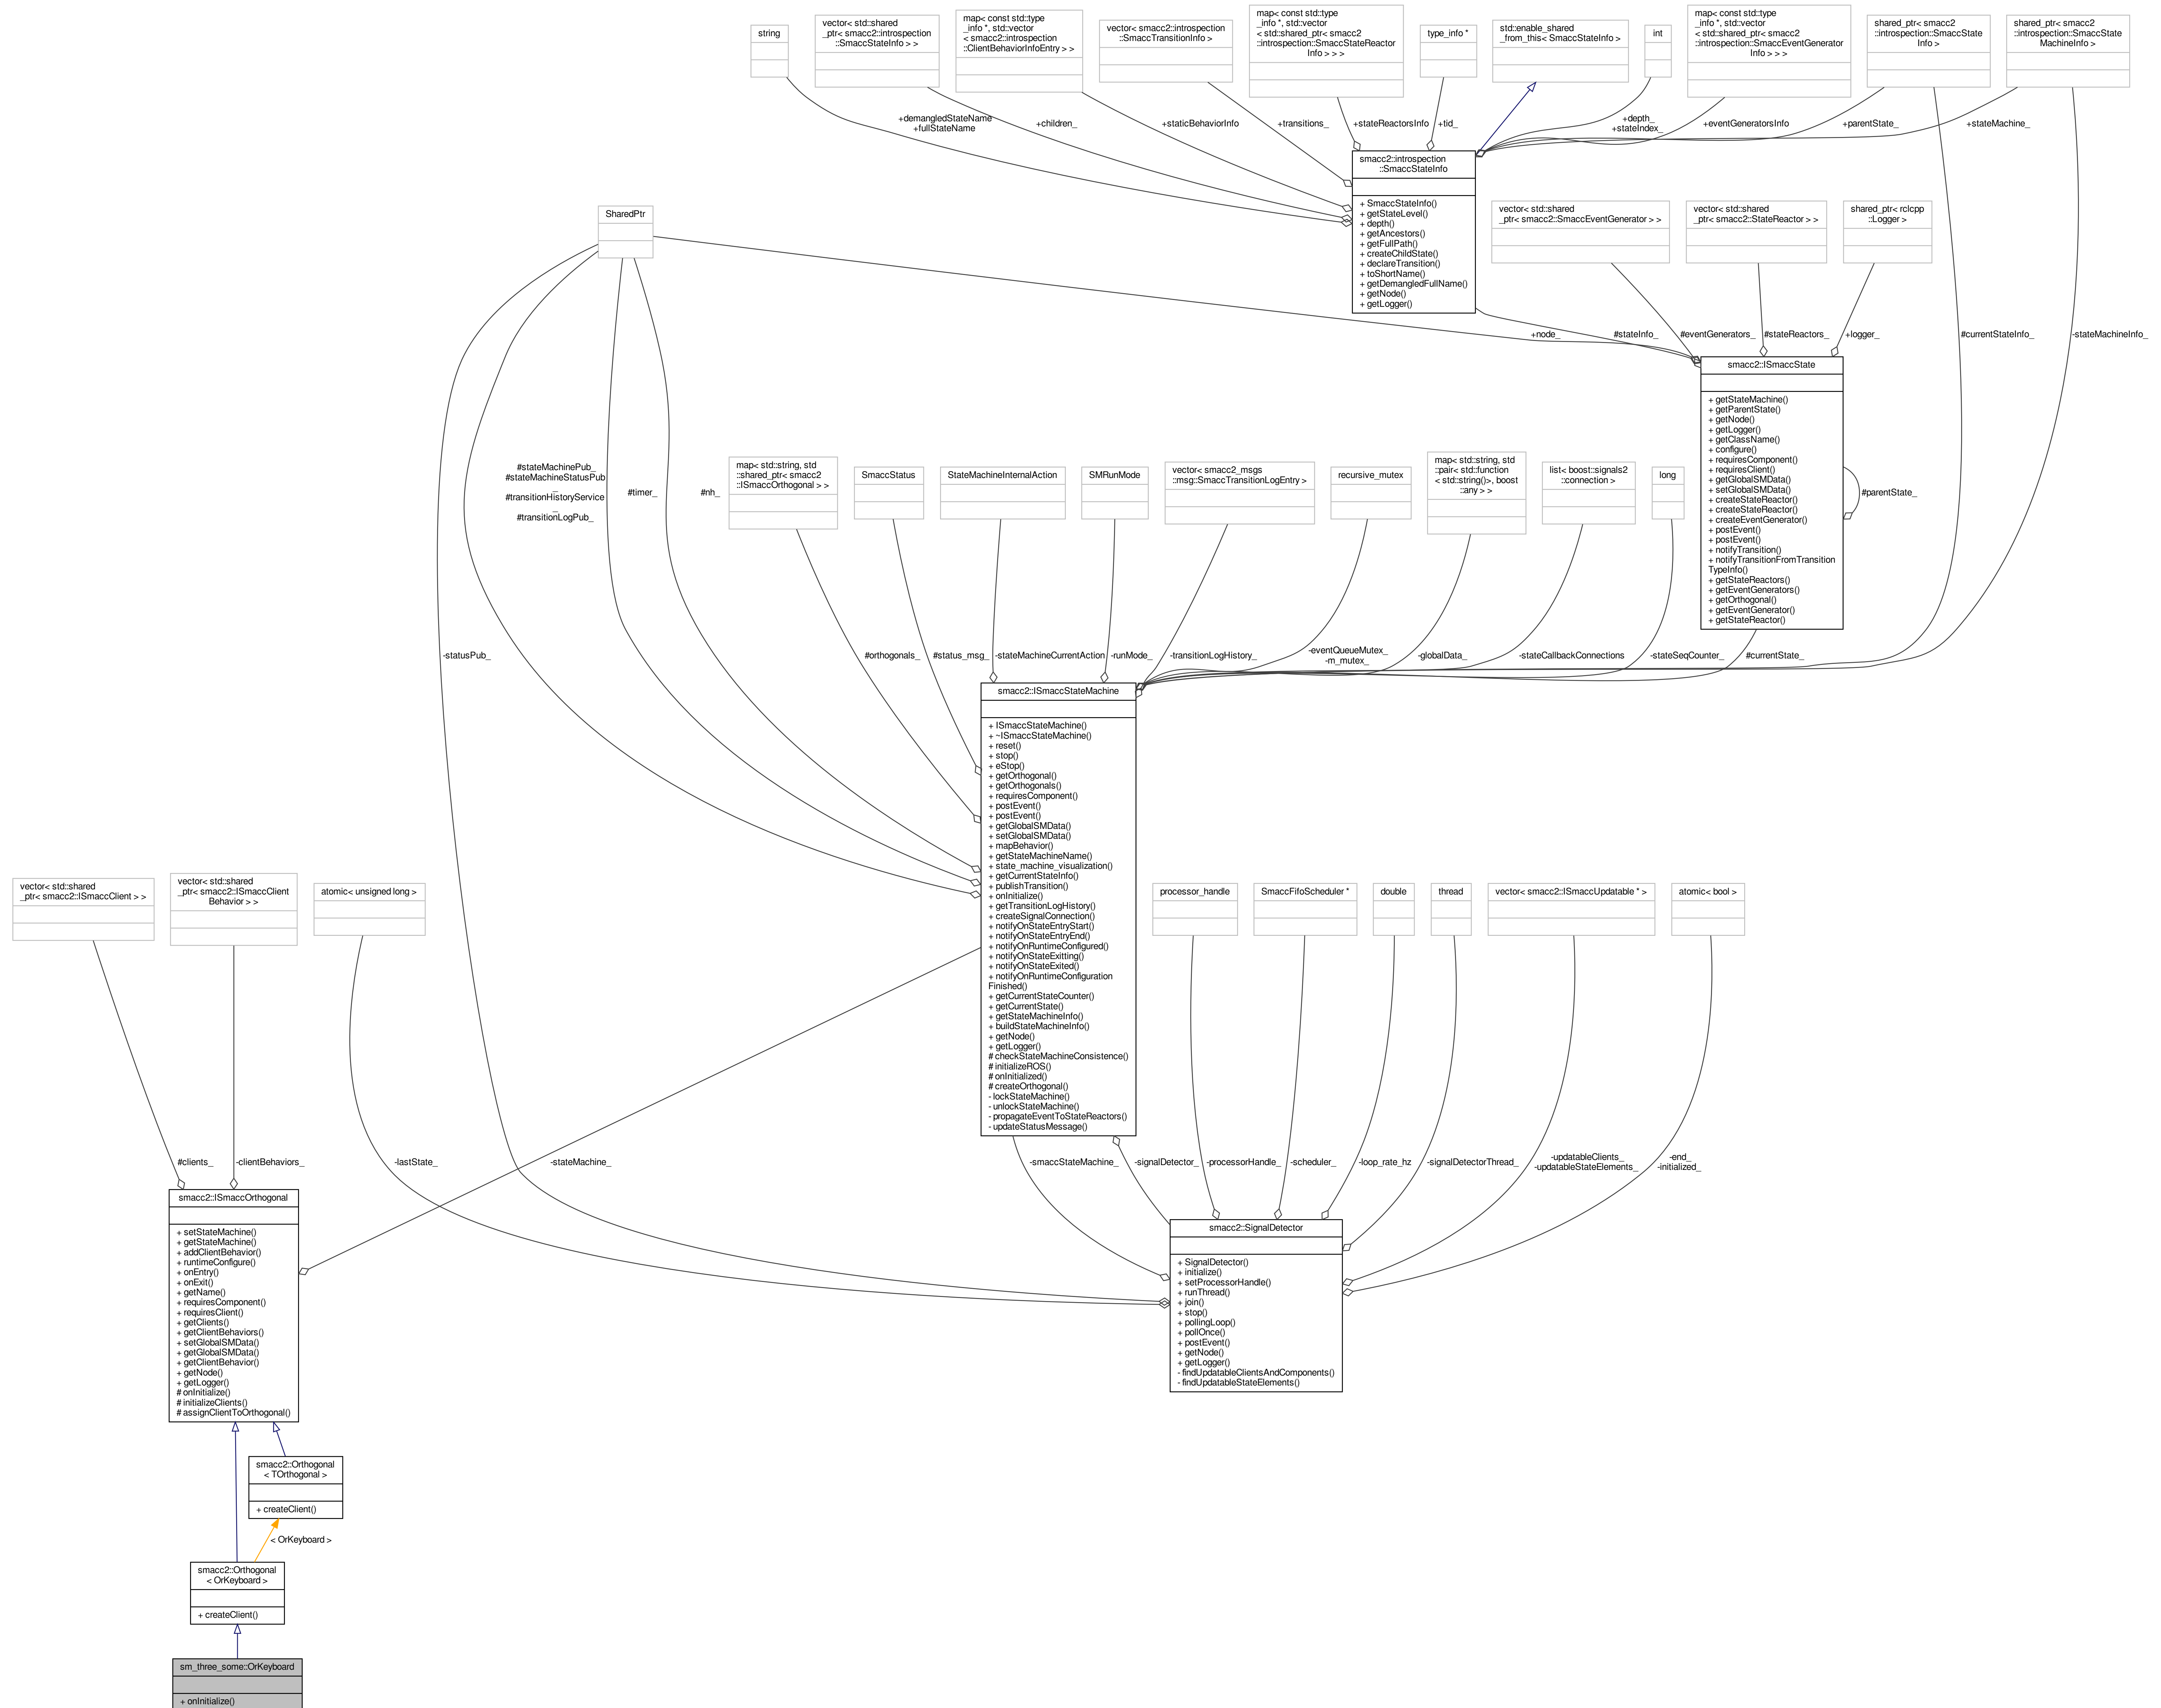 string
vector< std::shared
_ptr< smacc2::introspection
::SmaccStateInfo > >
map< const std::type
_info *, std::vector
< smacc2::introspection
::ClientBehaviorInfoEntry > >
vector< smacc2::introspection
::SmaccTransitionInfo >
map< const std::type
_info *, std::vector
< std::shared_ptr< smacc2
::introspection::SmaccStateReactor
Info > > >
type_info *
std::enable_shared
_from_this< SmaccStateInfo >
int
map< const std::type
_info *, std::vector
< std::shared_ptr< smacc2
::introspection::SmaccEventGenerator
Info > > >
shared_ptr< smacc2
::introspection::SmaccState
Info >
shared_ptr< smacc2
::introspection::SmaccState
MachineInfo >
+demangledStateName
+fullStateName
+children_
+staticBehaviorInfo
+transitions_
+stateReactorsInfo
+tid_
+depth_
+stateIndex_
+eventGeneratorsInfo
+parentState_
+stateMachine_
smacc2::introspection
::SmaccStateInfo
+ SmaccStateInfo()
+ getStateLevel()
+ depth()
+ getAncestors()
+ getFullPath()
+ createChildState()
+ declareTransition()
+ toShortName()
+ getDemangledFullName()
+ getNode()
+ getLogger()
SharedPtr
vector< std::shared
_ptr< smacc2::SmaccEventGenerator > >
vector< std::shared
_ptr< smacc2::StateReactor > >
shared_ptr< rclcpp
::Logger >
+node_
#stateInfo_
#eventGenerators_
#stateReactors_
+logger_
#currentStateInfo_
-stateMachineInfo_
smacc2::ISmaccState
+ getStateMachine()
+ getParentState()
+ getNode()
+ getLogger()
+ getClassName()
+ configure()
+ requiresComponent()
+ requiresClient()
+ getGlobalSMData()
+ setGlobalSMData()
+ createStateReactor()
+ createStateReactor()
+ createEventGenerator()
+ postEvent()
+ postEvent()
+ notifyTransition()
+ notifyTransitionFromTransition
TypeInfo()
+ getStateReactors()
+ getEventGenerators()
+ getOrthogonal()
+ getEventGenerator()
+ getStateReactor()
#parentState_
#stateMachinePub_
#stateMachineStatusPub
_
#transitionHistoryService
_
#transitionLogPub_
#timer_
#nh_
map< std::string, std
::shared_ptr< smacc2
::ISmaccOrthogonal > >
SmaccStatus
StateMachineInternalAction
SMRunMode
vector< smacc2_msgs
::msg::SmaccTransitionLogEntry >
recursive_mutex
map< std::string, std
::pair< std::function
< std::string()>, boost
::any > >
list< boost::signals2
::connection >
long
-statusPub_
#orthogonals_
#status_msg_
-stateMachineCurrentAction
-runMode_
-transitionLogHistory_
-eventQueueMutex_
-m_mutex_
-globalData_
-stateCallbackConnections
-stateSeqCounter_
#currentState_
smacc2::ISmaccStateMachine
+ ISmaccStateMachine()
+ ~ISmaccStateMachine()
+ reset()
+ stop()
+ eStop()
+ getOrthogonal()
+ getOrthogonals()
+ requiresComponent()
+ postEvent()
+ postEvent()
+ getGlobalSMData()
+ setGlobalSMData()
+ mapBehavior()
+ getStateMachineName()
+ state_machine_visualization()
+ getCurrentStateInfo()
+ publishTransition()
+ onInitialize()
+ getTransitionLogHistory()
+ createSignalConnection()
+ notifyOnStateEntryStart()
+ notifyOnStateEntryEnd()
+ notifyOnRuntimeConfigured()
+ notifyOnStateExitting()
+ notifyOnStateExited()
+ notifyOnRuntimeConfiguration
Finished()
+ getCurrentStateCounter()
+ getCurrentState()
+ getStateMachineInfo()
+ buildStateMachineInfo()
+ getNode()
+ getLogger()
# checkStateMachineConsistence()
# initializeROS()
# onInitialized()
# createOrthogonal()
- lockStateMachine()
- unlockStateMachine()
- propagateEventToStateReactors()
- updateStatusMessage()
vector< std::shared
_ptr< smacc2::ISmaccClient > >
vector< std::shared
_ptr< smacc2::ISmaccClient
Behavior > >
atomic< unsigned long >
processor_handle
SmaccFifoScheduler *
double
thread
vector< smacc2::ISmaccUpdatable * >
atomic< bool >
#clients_
-clientBehaviors_
-lastState_
-stateMachine_
-smaccStateMachine_
-signalDetector_
-processorHandle_
-scheduler_
-loop_rate_hz
-signalDetectorThread_
-updatableClients_
-updatableStateElements_
-end_
-initialized_
smacc2::ISmaccOrthogonal
+ setStateMachine()
+ getStateMachine()
+ addClientBehavior()
+ runtimeConfigure()
+ onEntry()
+ onExit()
+ getName()
+ requiresComponent()
+ requiresClient()
+ getClients()
+ getClientBehaviors()
+ setGlobalSMData()
+ getGlobalSMData()
+ getClientBehavior()
+ getNode()
+ getLogger()
# onInitialize()
# initializeClients()
# assignClientToOrthogonal()
smacc2::SignalDetector
+ SignalDetector()
+ initialize()
+ setProcessorHandle()
+ runThread()
+ join()
+ stop()
+ pollingLoop()
+ pollOnce()
+ postEvent()
+ getNode()
+ getLogger()
- findUpdatableClientsAndComponents()
- findUpdatableStateElements()
smacc2::Orthogonal
< TOrthogonal >
+ createClient()
< OrKeyboard >
smacc2::Orthogonal
< OrKeyboard >
+ createClient()
sm_three_some::OrKeyboard
+ onInitialize()